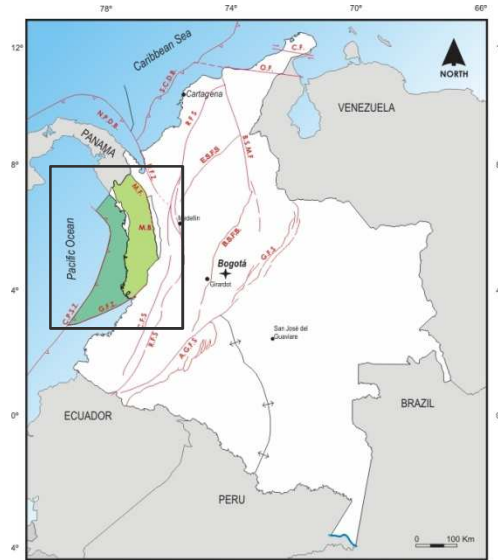 78° 74° 70° 66°
12°
8°
4°
0°
4°
Caribbean Sea
C.F.
O.F.
NORTH
S.C.D.B.
Cartagena
N.P.D.B.
R.F.S
VENEZUELA
PANAMA
B.S.M.F.
E.B.F.B.
M.F.
Pacific Ocean
M.B.
Medellín
B.B.F.B.
G.F.S
Bogotá
Girardot
C.P.S.Z.
G.F.Z.
C.F.S
R.F.S
A.G.F.S
San José del
Guaviare
ECUADOR
BRAZIL
PERU
0 100 Km